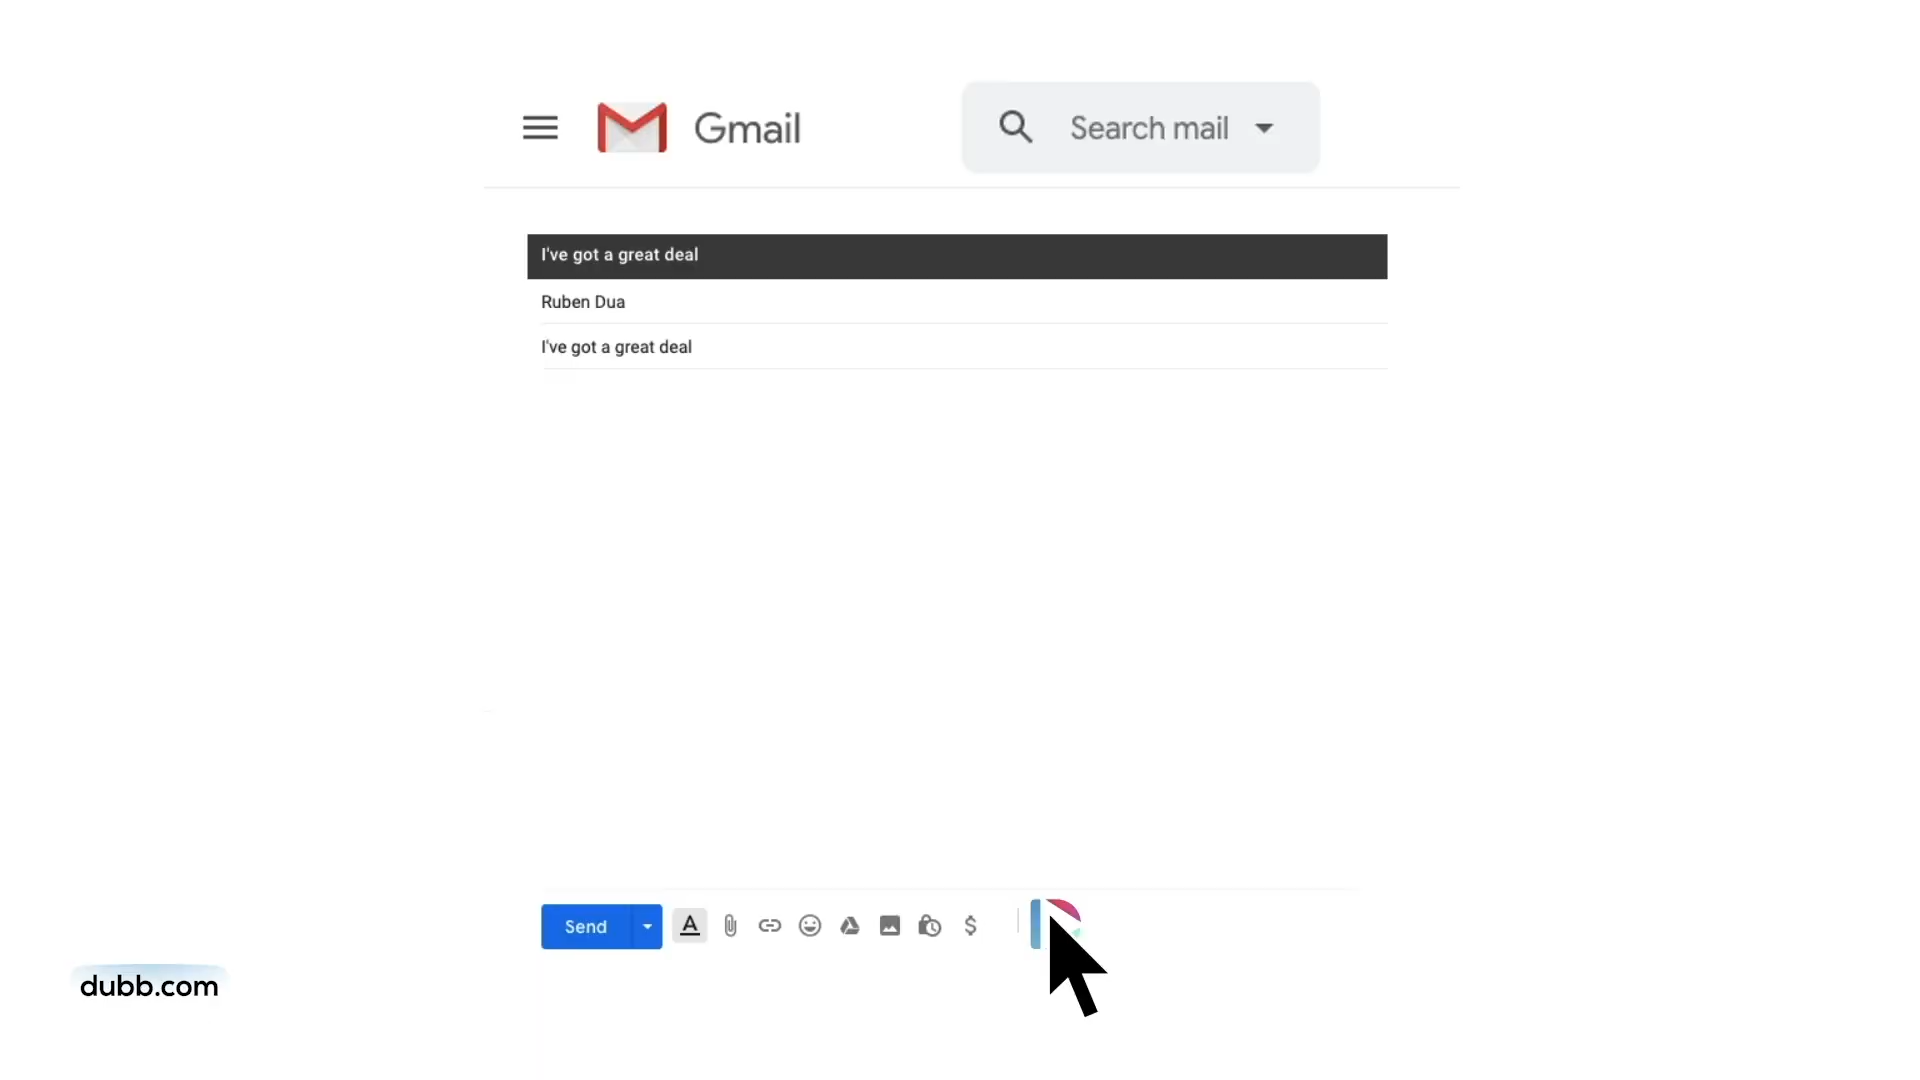 Gmail
Search mail
I've got a great deal
Ruben Dua
I've got a great deal
Send
A
$
dubb.com